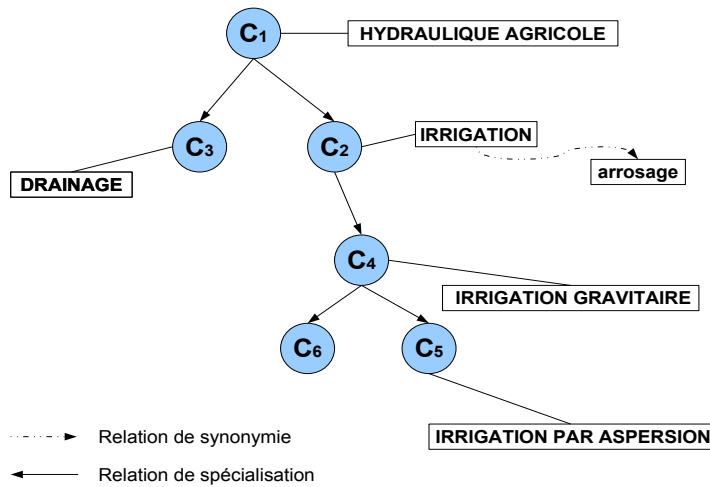 C1
HYDRAULIQUE AGRICOLE
C3
C2
IRRIGATION
arrosage
DRAINAGE
C4
IRRIGATION GRAVITAIRE
C6
C5
IRRIGATION PAR ASPERSION
Relation de synonymie
Relation de spécialisation